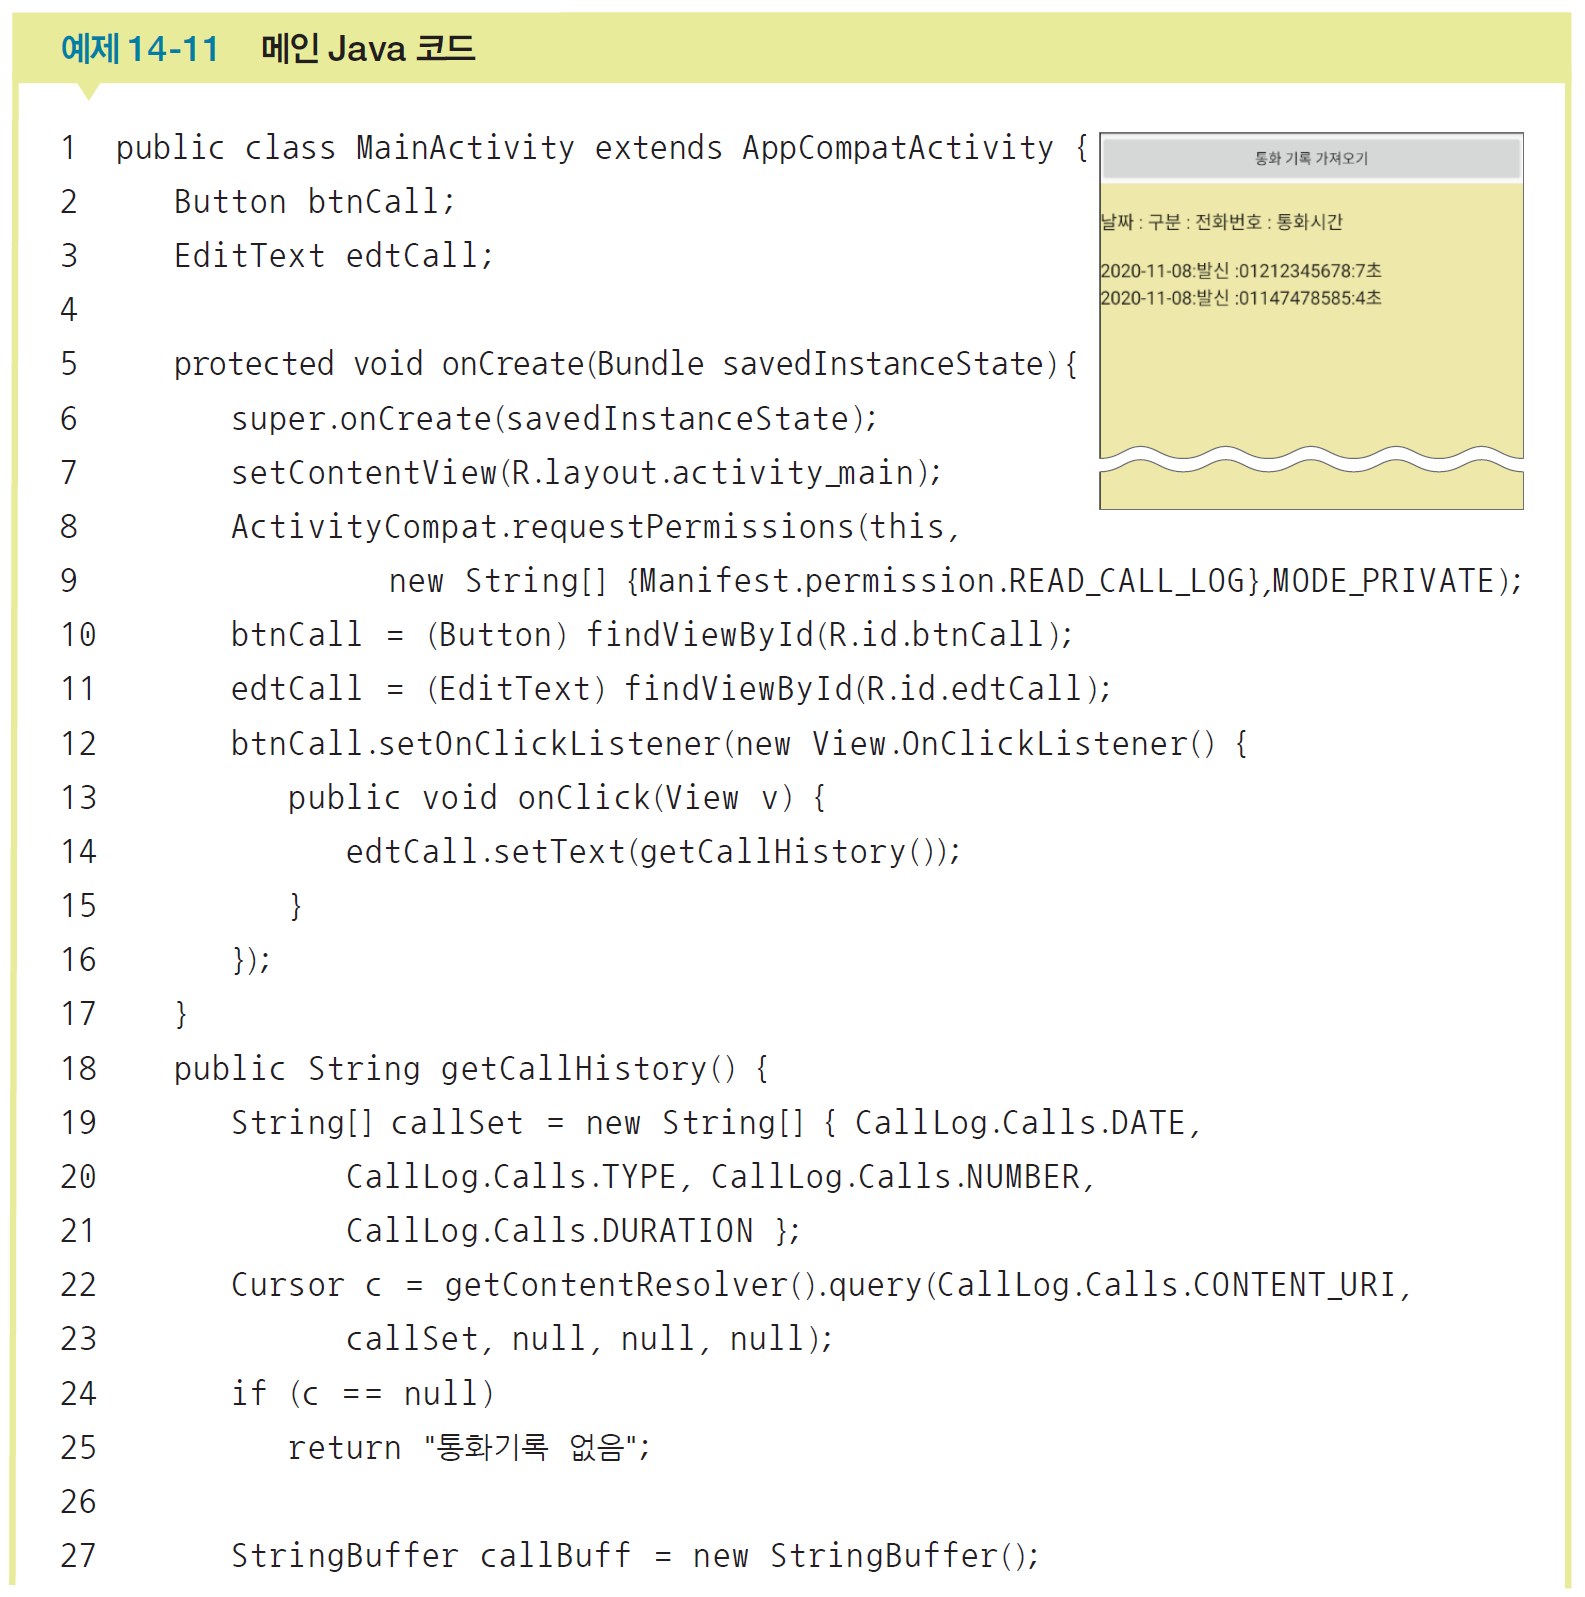 예제 14-11 메인 Java 코드
1 public class MainActivity extends AppCompatActivity {
2 Button btnCall;
3 EditText edtCall;
4
5 protected void onCreate(Bundle savedInstanceState){
6 super.onCreate(savedInstanceState);
7 setContentView(R.layout.activity_main);
8 ActivityCompat.requestPermissions(this,
9 new String[] {Manifest.permission.READ_CALL_LOG},MODE_PRIVATE);
10 btnCall = (Button) findViewById(R.id.btnCall);
11 edtCall = (EditText) findViewById(R.id.edtCall);
12 btnCall.setOnClickListener(new View.OnClickListener() {
13 public void onClick(View v) {
14 edtCall.setText(getCallHistory());
15 }
16 });
17 }
18 public String getCallHistory() {
19 String[] callSet = new String[] { CallLog.Calls.DATE,
20 CallLog.Calls.TYPE, CallLog.Calls.NUMBER,
21 CallLog.Calls.DURATION };
22 Cursor c = getContentResolver().query(CallLog.Calls.CONTENT_URI,
23 callSet, null, null, null);
24 if (c == null)
25 return "통화기록 없음";
26
27 StringBuffer callBuff = new StringBuffer();
통화 기록 가져오기
날짜 : 구분 : 전화번호 : 통화시간
2020-11-08:발신 :01212345678:7초
2020-11-08:발신 :01147478585:4초